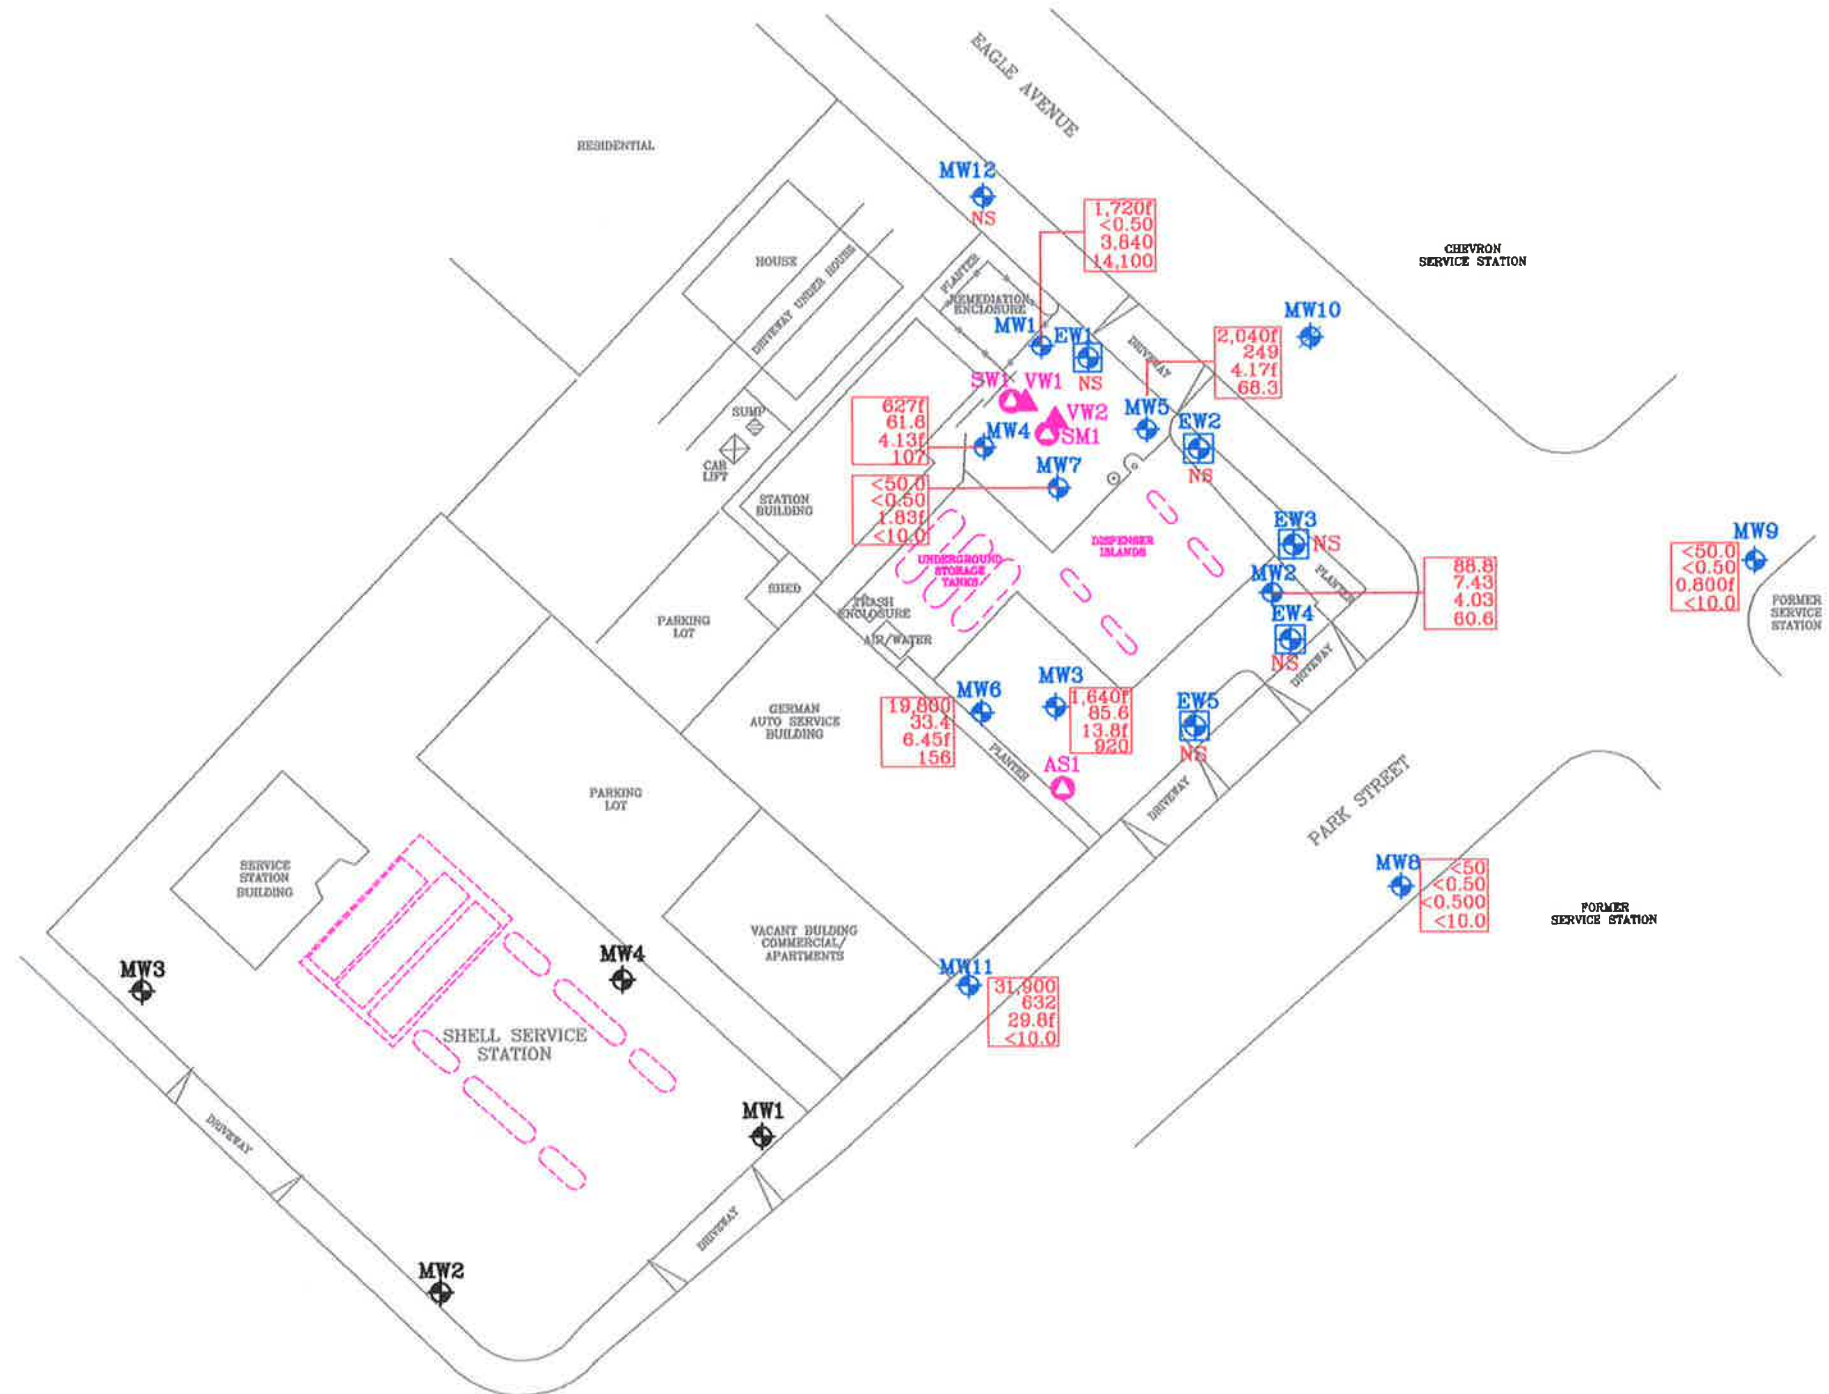 EAGLE AVENUE
RESIDENTIAL
MW12
NS
1,720f
<0.50
3,840
14,100
CHEVRON
SERVICE STATION
HOUSE
DRIVEWAY UNDER HOUSE
PLANTER
REMEDIATION
ENCLOSURE
MW1
EW1
NS
DRIVEWAY
MW10
2,040f
249
4.17f
68.3
SW1
VW1
VW2
SM1
MW5
EW2
NS
SUMP
CAR
LIFT
627f
61.6
4.13f
107
MW4
MW7
<50.0
<0.50
1.83f
<10.0
STATION
BUILDING
UNDERGROUND
STORAGE
TANKS
DISPENSER
ISLANDS
EW3
NS
MW2
PLANTER
EW4
NS
DRIVEWAY
88.8
7.43
4.03
60.6
MW9
<50.0
<0.50
0.800f
<10.0
FORMER
SERVICE
STATION
SHED
TRASH
ENCLOSURE
AIR/WATER
PARKING
LOT
MW6
19,800
33.4
6.45f
156
MW3
1,640f
85.6
13.8f
920
EW5
NS
GERMAN
AUTO SERVICE
BUILDING
PLANTER
AS1
DRIVEWAY
PARK STREET
PARKING
LOT
SERVICE
STATION
BUILDING
MW8
<50
<0.50
<0.500
<10.0
FORMER
SERVICE STATION
VACANT BUILDING
COMMERCIAL/
APARTMENTS
MW3
MW4
MW11
31,900
632
29.8f
<10.0
SHELL SERVICE
STATION
MW1
DRIVEWAY
DRIVEWAY
MW2